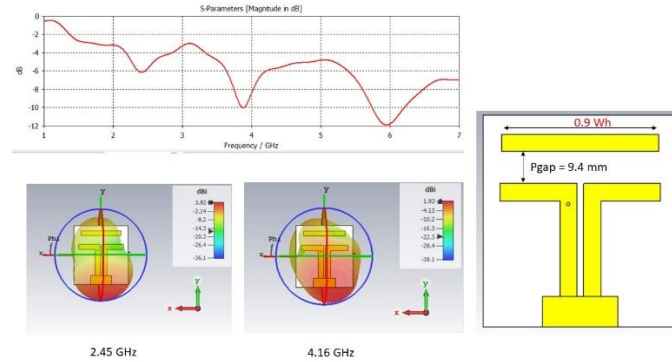 S-Parameters [Magnitude in dB]
0
-2
-4
-6
-8
-10
-12
dB
1 2 3 4 5 6 7
Frequency / GHz
0.9 Wh
Pgap = 9.4 mm
y
x
Phi
dBi
3.92
-2.14
-8.2
-14.3
-20.3
-26.4
-36.1
y
x
2.45 GHz
y
x
Phi
dBi
1.93
-4.13
-10.2
-16.2
-22.3
-28.3
-38.1
y
x
4.16 GHz